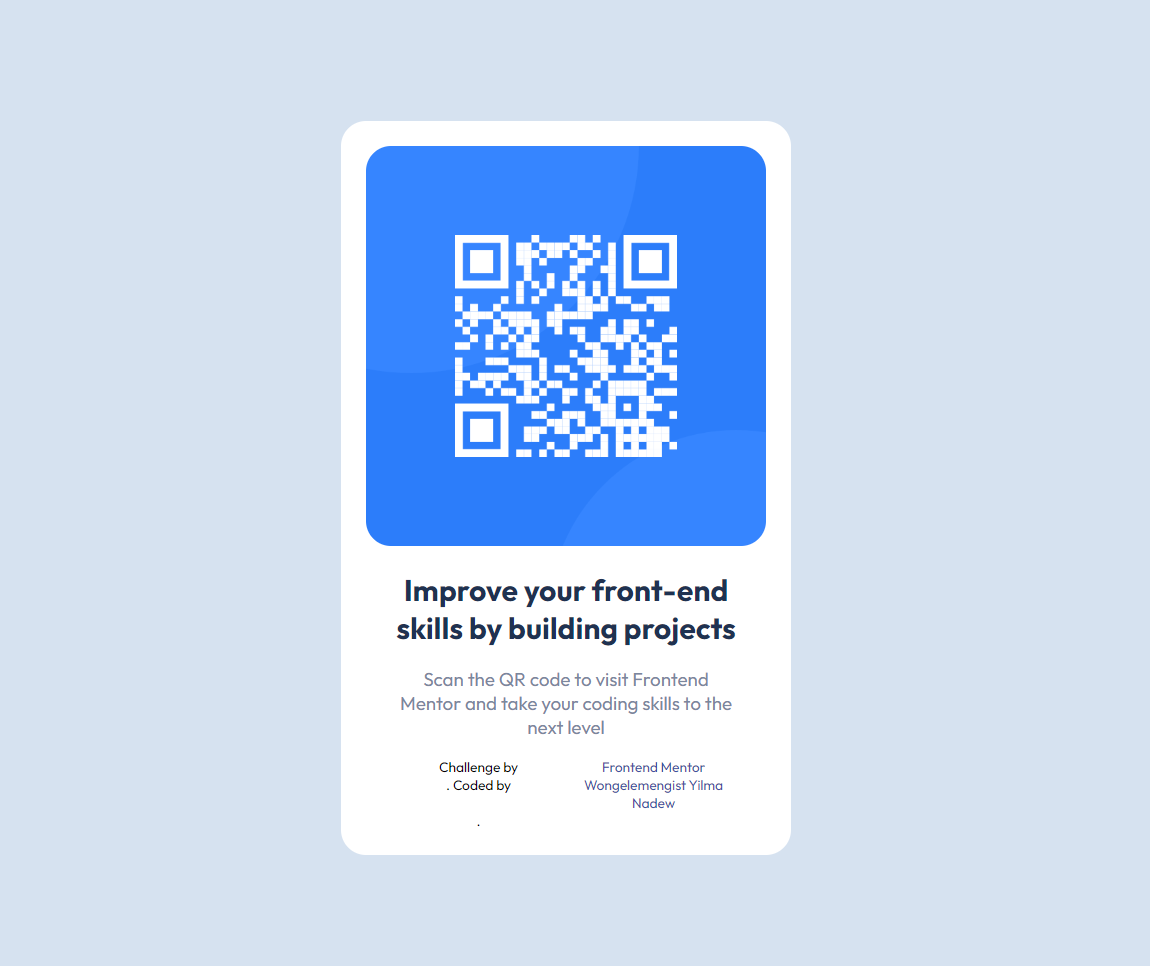 Improve your front-end
skills by building projects
Scan the QR code to visit Frontend
Mentor and take your coding skills to the
next level
Challenge by
Frontend Mentor
. Coded by
Wongelemengist Yilma
Nadew
.